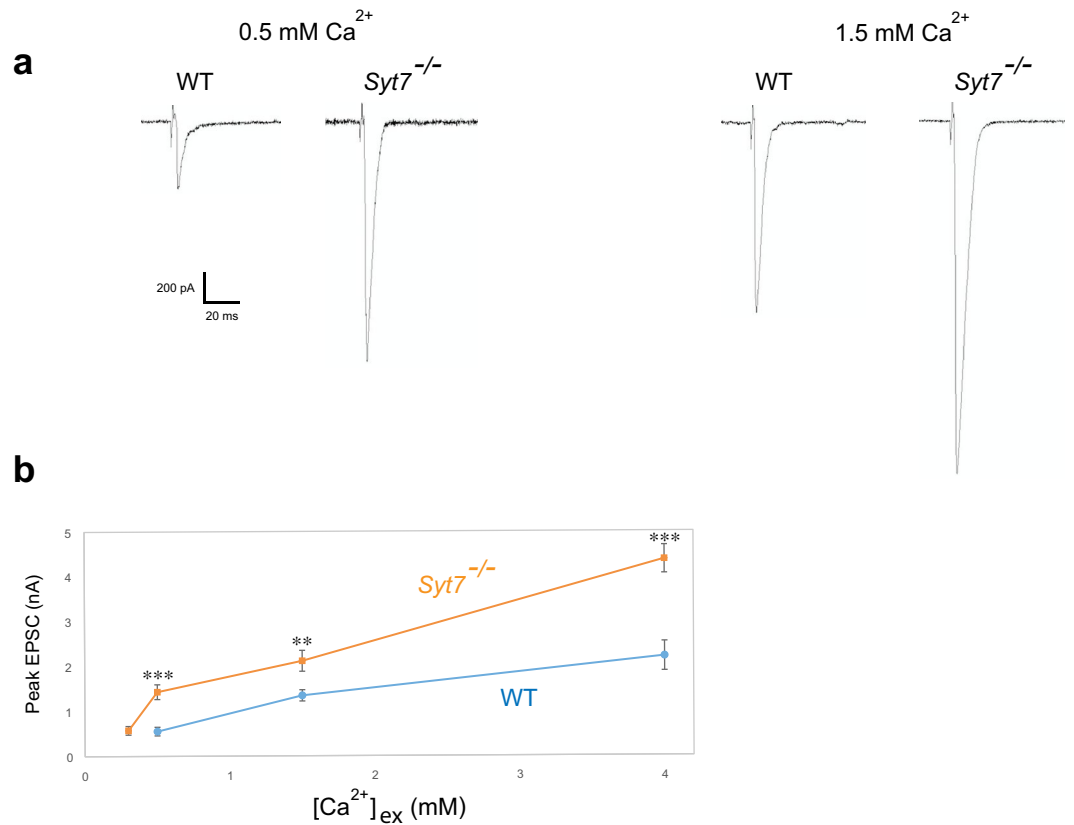 0.5 mM Ca2+
1.5 mM Ca2+
a
WT
Syt7 -/-
WT
Syt7 -/-
200 pA
20 ms
b
Peak EPSC (nA)
5
4
3
2
1
0
***
**
***
Syt7 -/-
WT
0 1 2 3 4
[Ca2+]ex (mM)